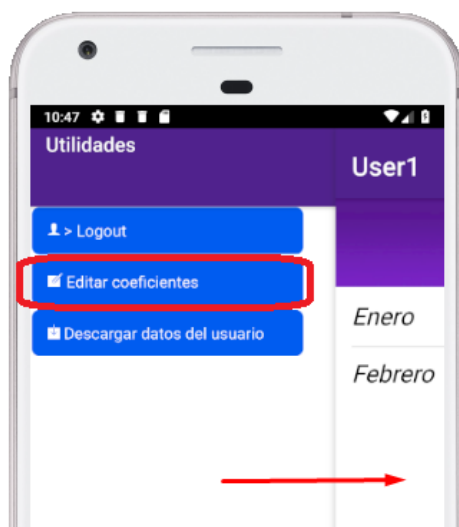 10:47
Utilidades
User1
> Logout
Editar coeficientes
Descargar datos del usuario
Enero
Febrero